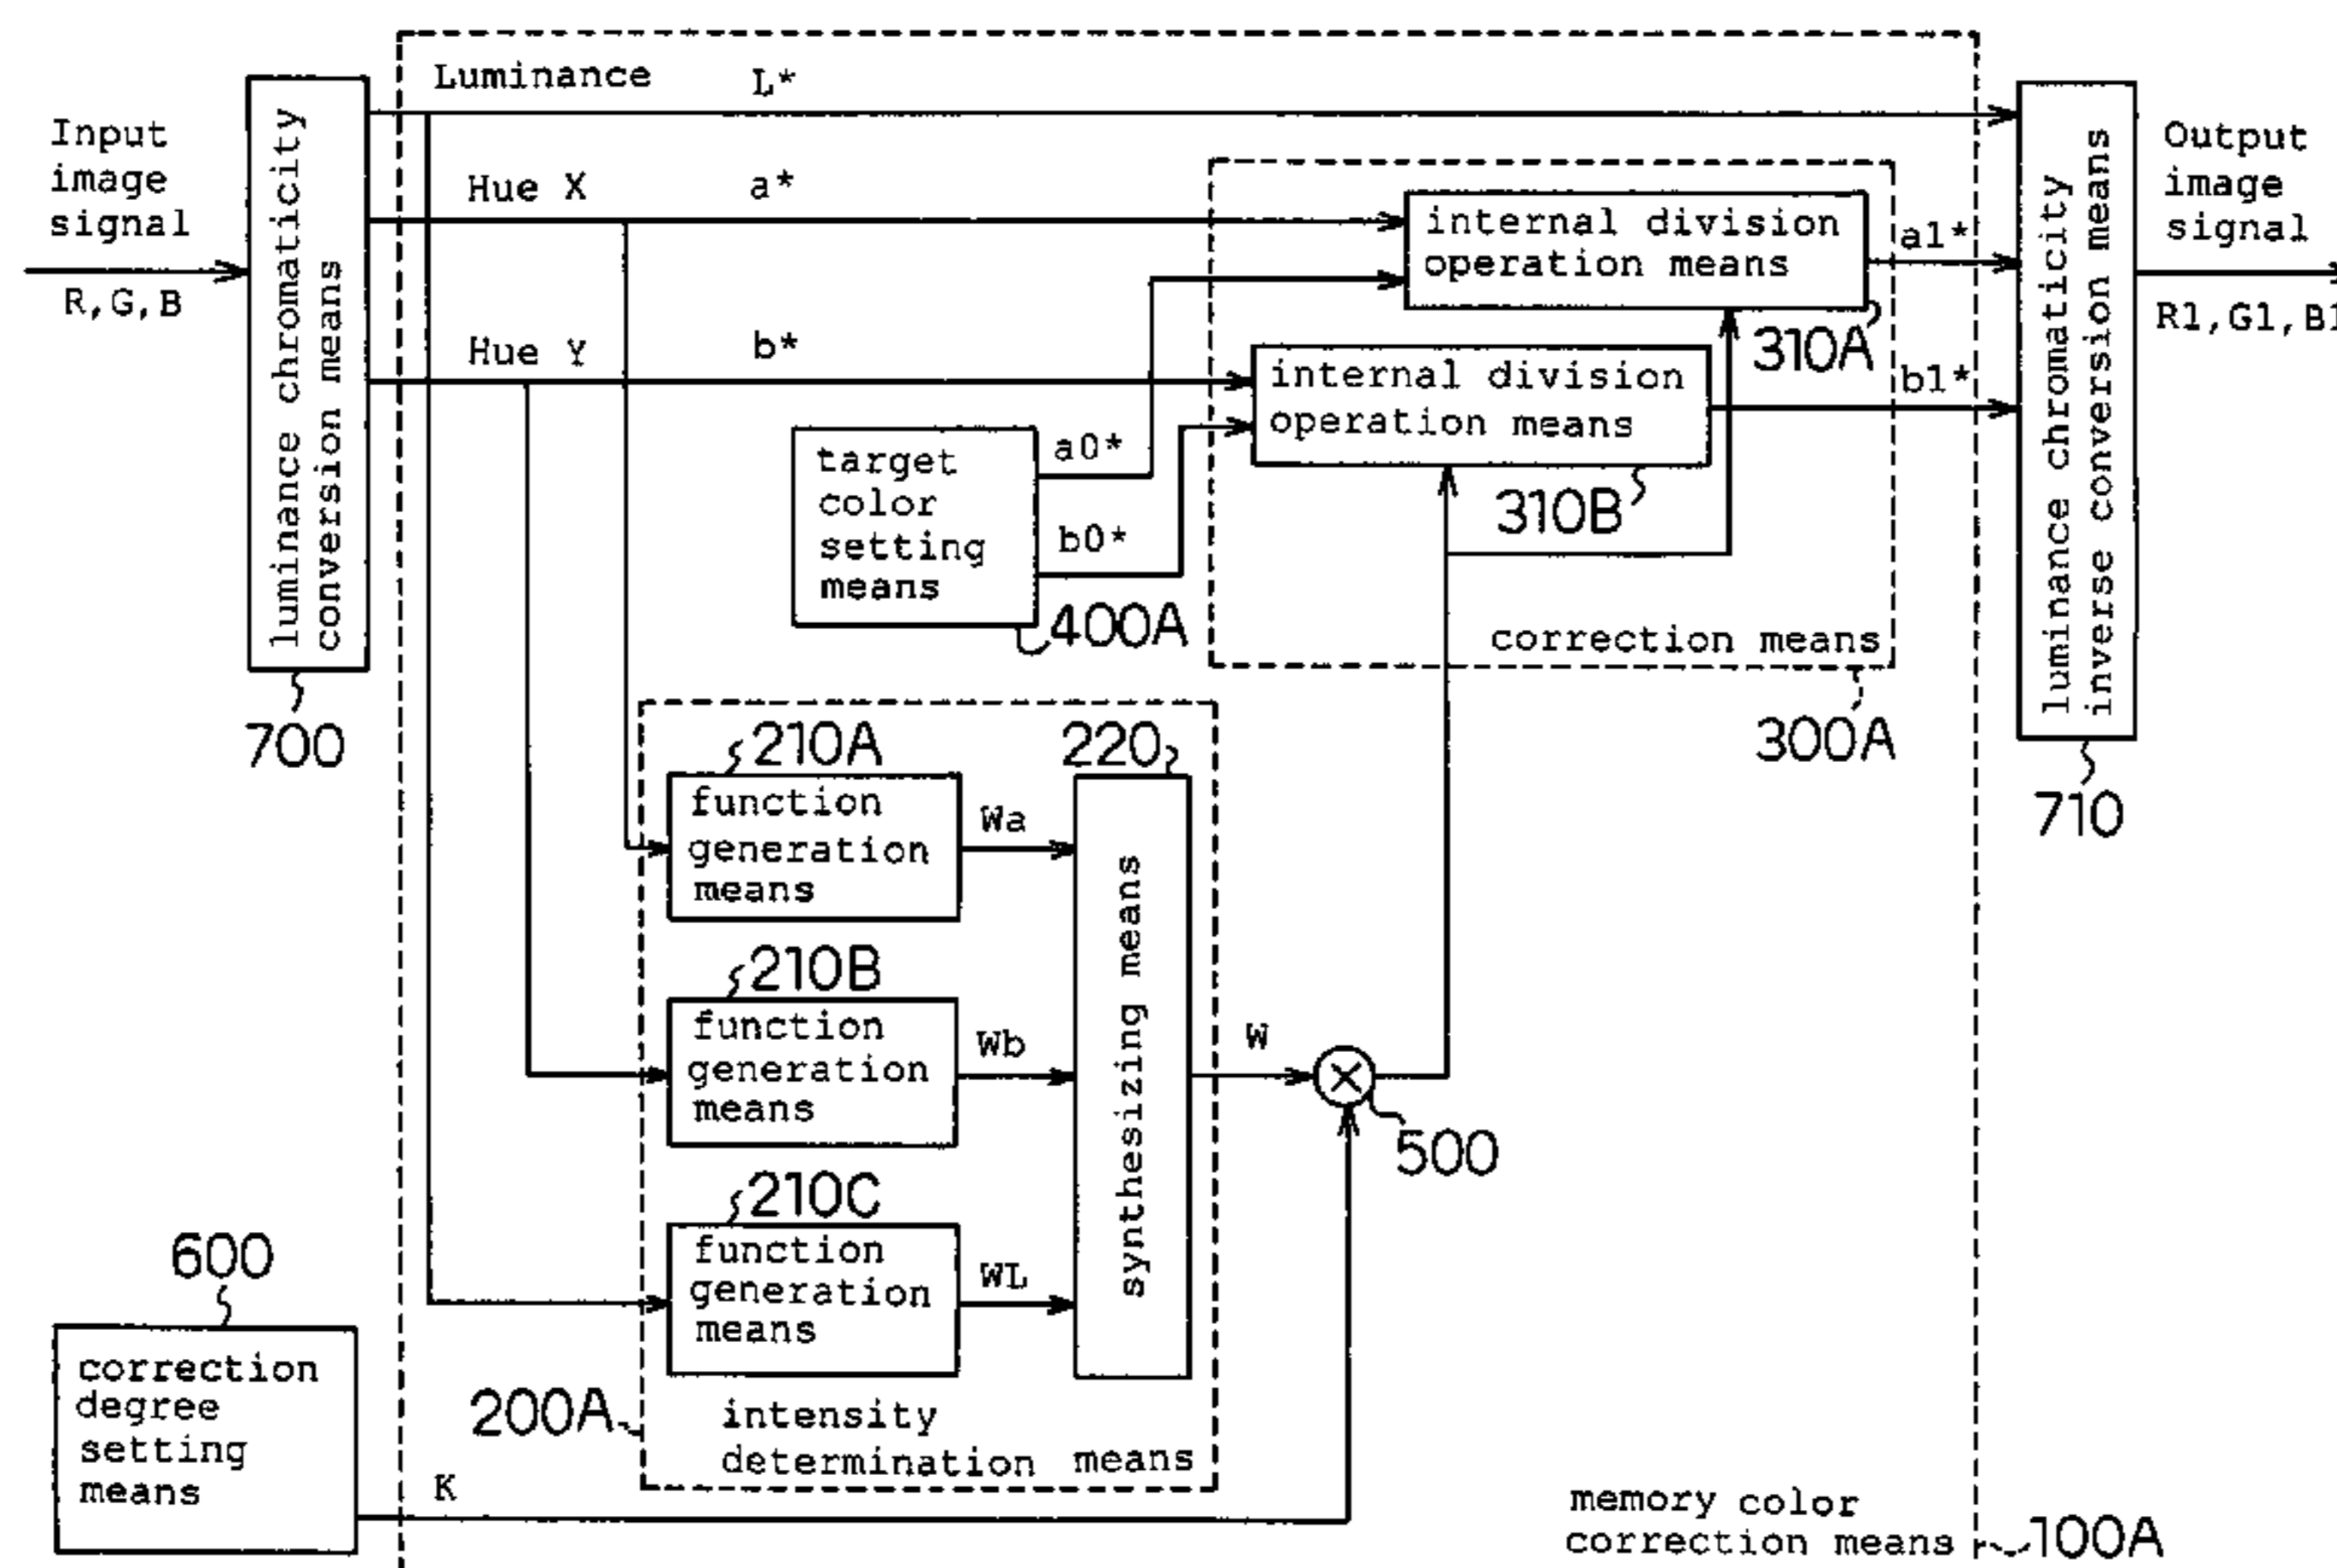 Input
image
signal
R,G,B
luminance chromaticity
conversion means
700
Luminance L*
Hue X a*
Hue Y b*
target
color
setting
means
400A
a0*
b0*
internal division
operation means
310A
internal division
operation means
310B
correction means
300A
a1*
b1*
luminance chromaticity
inverse conversion means
710
Output
image
signal
R1,G1,B1
210A
function
generation
means
Wa
210B
function
generation
means
Wb
210C
function
generation
means
WL
220
synthesizing means
W
500
200A
intensity
determination means
600
correction
degree
setting
means
K
memory color
correction means
100A